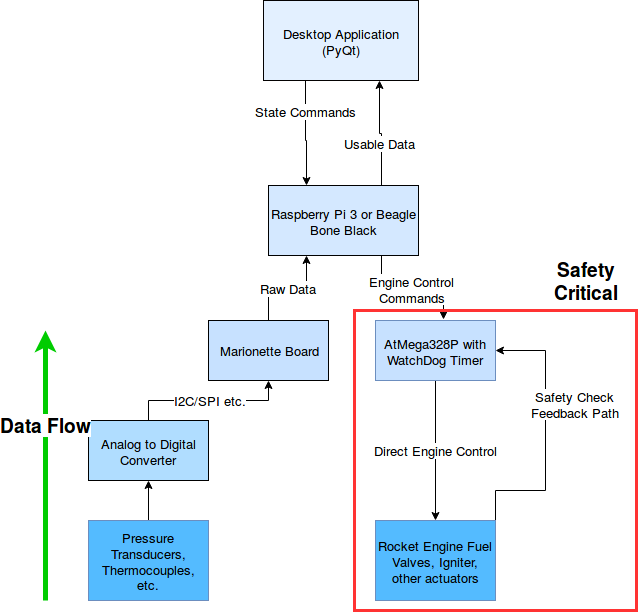 Desktop Application
(PyQt)
State Commands
Usable Data
Raspberry Pi 3 or Beagle
Bone Black
Raw Data
Engine Control
Commands
Safety
Critical
Marionette Board
AtMega328P with
WatchDog Timer
I2C/SPI etc.
Safety Check
Feedback Path
Data Flow
Analog to Digital
Converter
Direct Engine Control
Pressure
Transducers,
Thermocouples,
etc.
Rocket Engine Fuel
Valves, Igniter,
other actuators